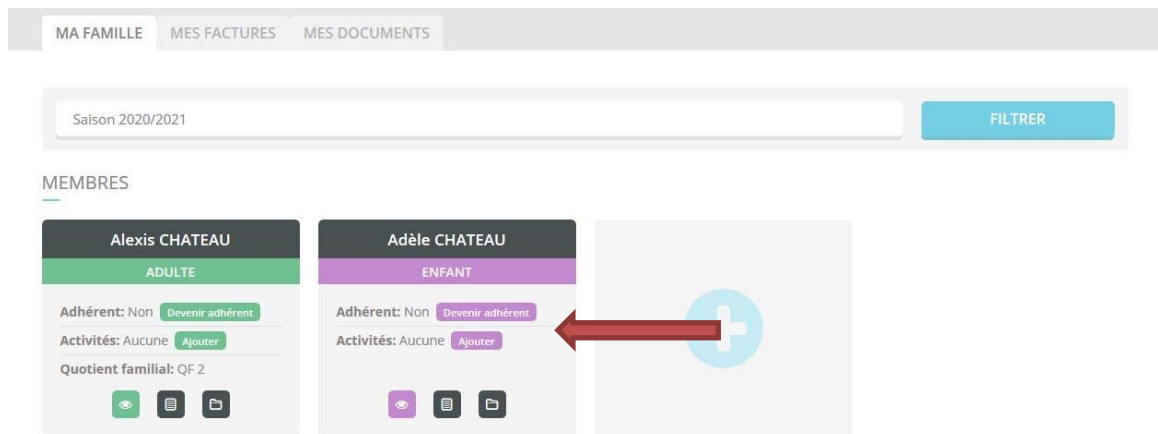 MA FAMILLE MES FACTURES MES DOCUMENTS
Saison 2020/2021 FILTRER
MEMBRES
Alexis CHATEAU
ADULTE
Adhérent: Non Devenir adhérent
Activités: Aucune Ajouter
Quotient familial: QF 2
Adèle CHATEAU
ENFANT
Adhérent: Non Devenir adhérent
Activités: Aucune Ajouter